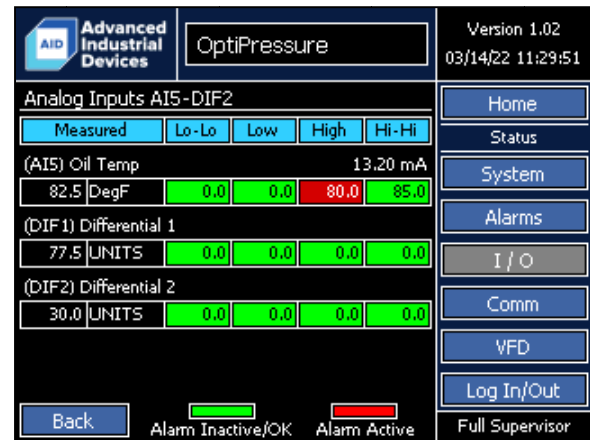 AID
Advanced
Industrial
Devices
OptiPressure
Version 1.02
03/14/22 11:29:51
Analog Inputs AI5-DIF2
Measured Lo-Lo Low High Hi-Hi
(AI5) Oil Temp 13.20 mA
82.5 DegF 0.0 0.0 80.0 85.0
(DIF1) Differential 1
77.5 UNITS 0.0 0.0 0.0 0.0
(DIF2) Differential 2
30.0 UNITS 0.0 0.0 0.0 0.0
Back
Alarm Inactive/OK
Alarm Active
Home
Status
System
Alarms
I/O
Comm
VFD
Log In/Out
Full Supervisor